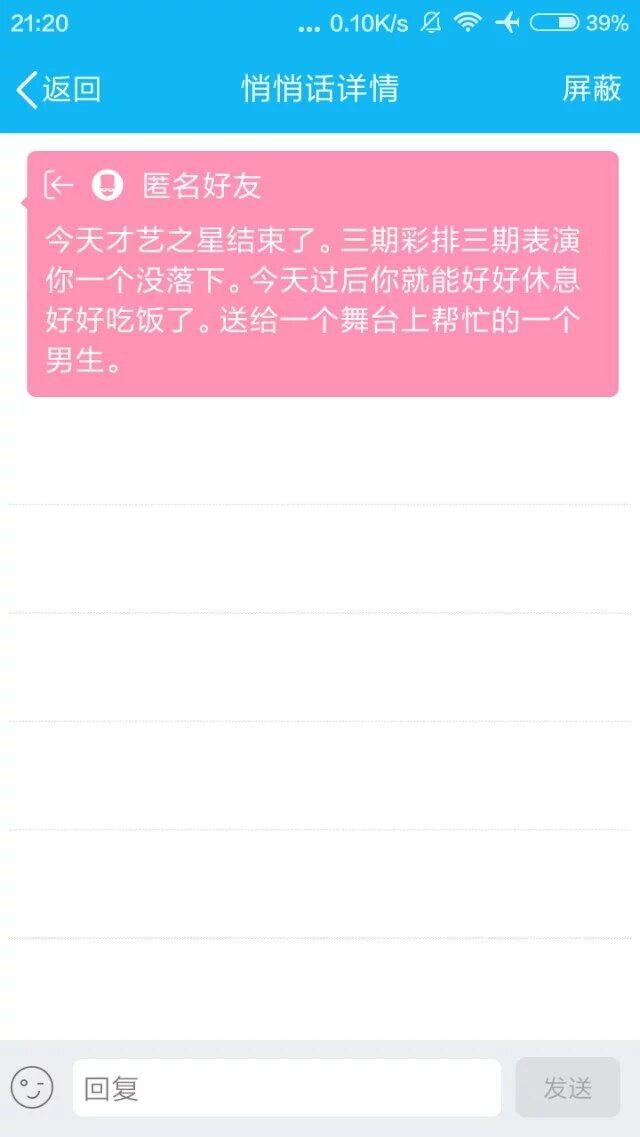 21:20
... 0.10K/s 39%
返回 悄悄话详情 屏蔽
匿名好友
今天才艺之星结束了。三期彩排三期表演
你一个没落下。今天过后你就能好好休息
好好吃饭了。送给一个舞台上帮忙的一个
男生。
回复 发送